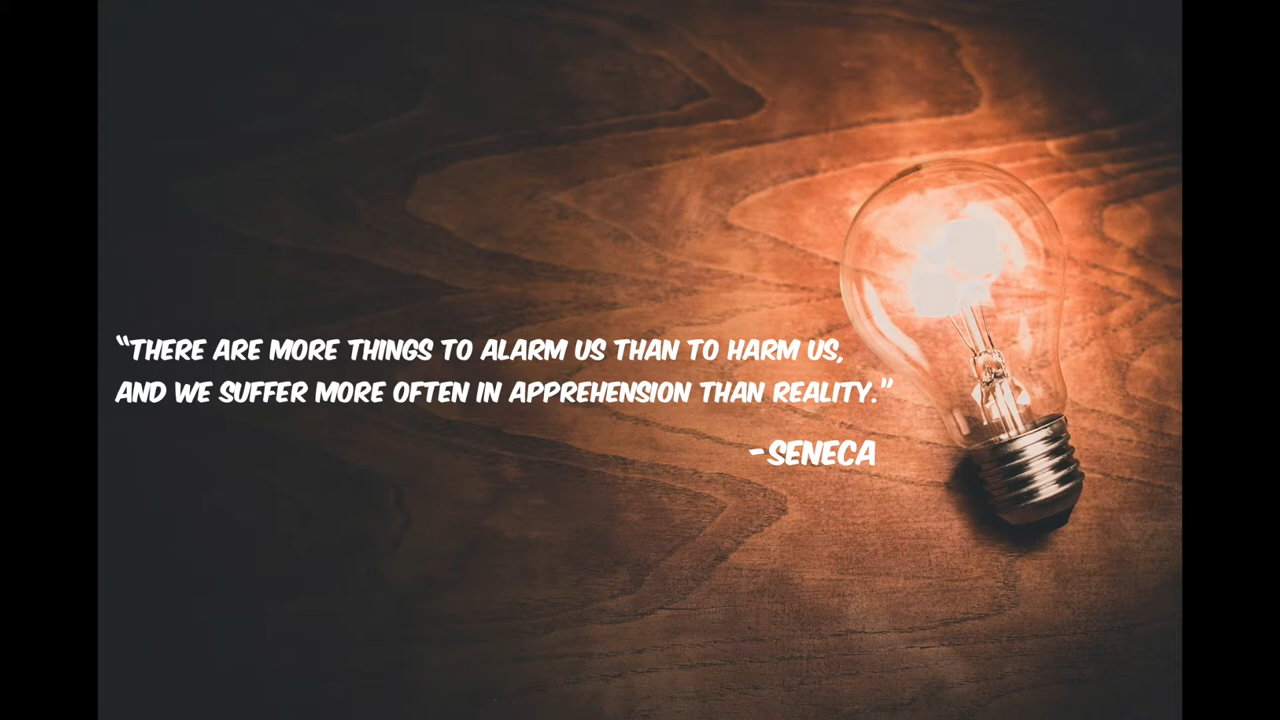 “THERE ARE MORE THINGS TO ALARM US THAN TO HARM US,
AND WE SUFFER MORE OFTEN IN APPREHENSION THAN REALITY.”
-SENECA